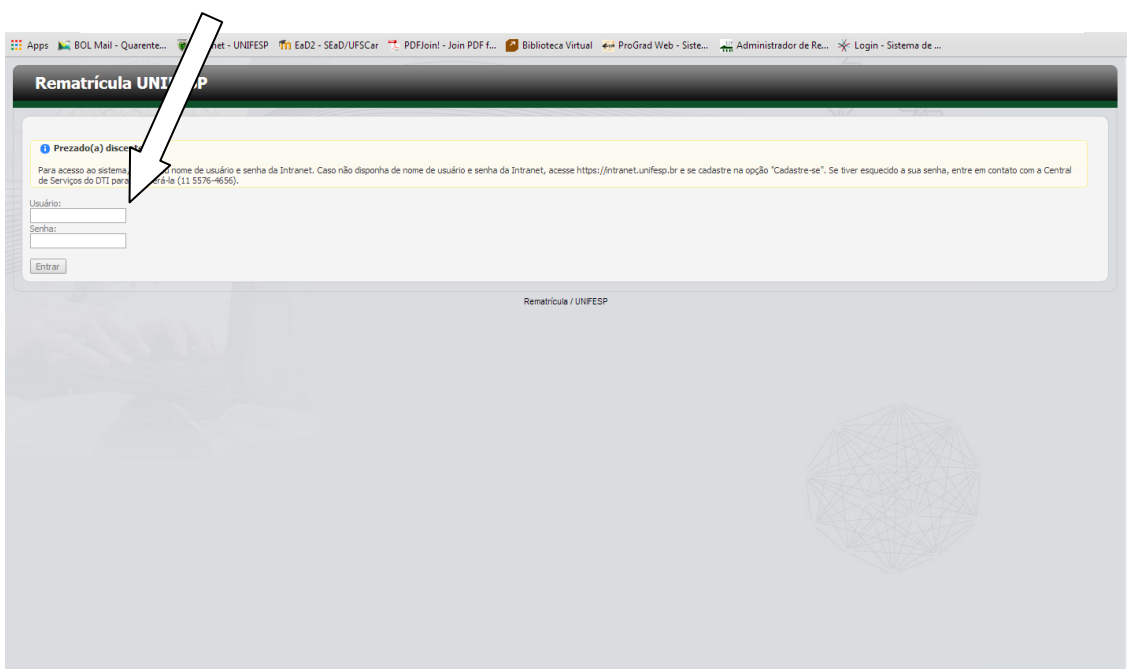 Apps BOL Mail - Quarente... net - UNIFESP EaD2 - SEaD/UFSCar PDFJoin! - Join PDF f... Biblioteca Virtual ProGrad Web - Siste... Administrador de Re... Login - Sistema de ...
Rematrícula UNI SP
Prezado(a) discente
Para acesso ao sistema, nome de usuário e senha da Intranet. Caso não disponha de nome de usuário e senha da Intranet, acesse https://intranet.unifesp.br e se cadastre na opção "Cadastre-se". Se tiver esquecido a sua senha, entre em contato com a Central
de Serviços do DTI para erá-la (11 5576-4656).
Usuário:
Senha:
Entrar
Rematrícula / UNIFESP